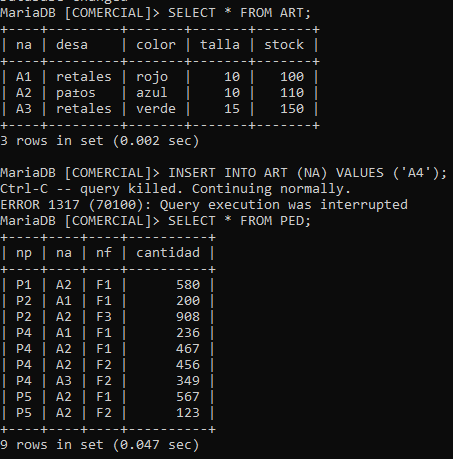 Database changed
MariaDB [COMERCIAL]> SELECT * FROM ART;
+----+---------+-------+-------+-------+
| na | desa    | color | talla | stock |
+----+---------+-------+-------+-------+
| A1 | retales | rojo  |    10 |   100 |
| A2 | pa±os   | azul  |    10 |   110 |
| A3 | retales | verde |    15 |   150 |
+----+---------+-------+-------+-------+
3 rows in set (0.002 sec)
MariaDB [COMERCIAL]> INSERT INTO ART (NA) VALUES ('A4');
Ctrl-C -- query killed. Continuing normally.
ERROR 1317 (70100): Query execution was interrupted
MariaDB [COMERCIAL]> SELECT * FROM PED;
+----+----+----+----------+
| np | na | nf | cantidad |
+----+----+----+----------+
| P1 | A2 | F1 |      580 |
| P2 | A1 | F1 |      200 |
| P2 | A2 | F3 |      908 |
| P4 | A1 | F1 |      236 |
| P4 | A2 | F1 |      467 |
| P4 | A2 | F2 |      456 |
| P4 | A3 | F2 |      349 |
| P5 | A2 | F1 |      567 |
| P5 | A2 | F2 |      123 |
+----+----+----+----------+
9 rows in set (0.047 sec)